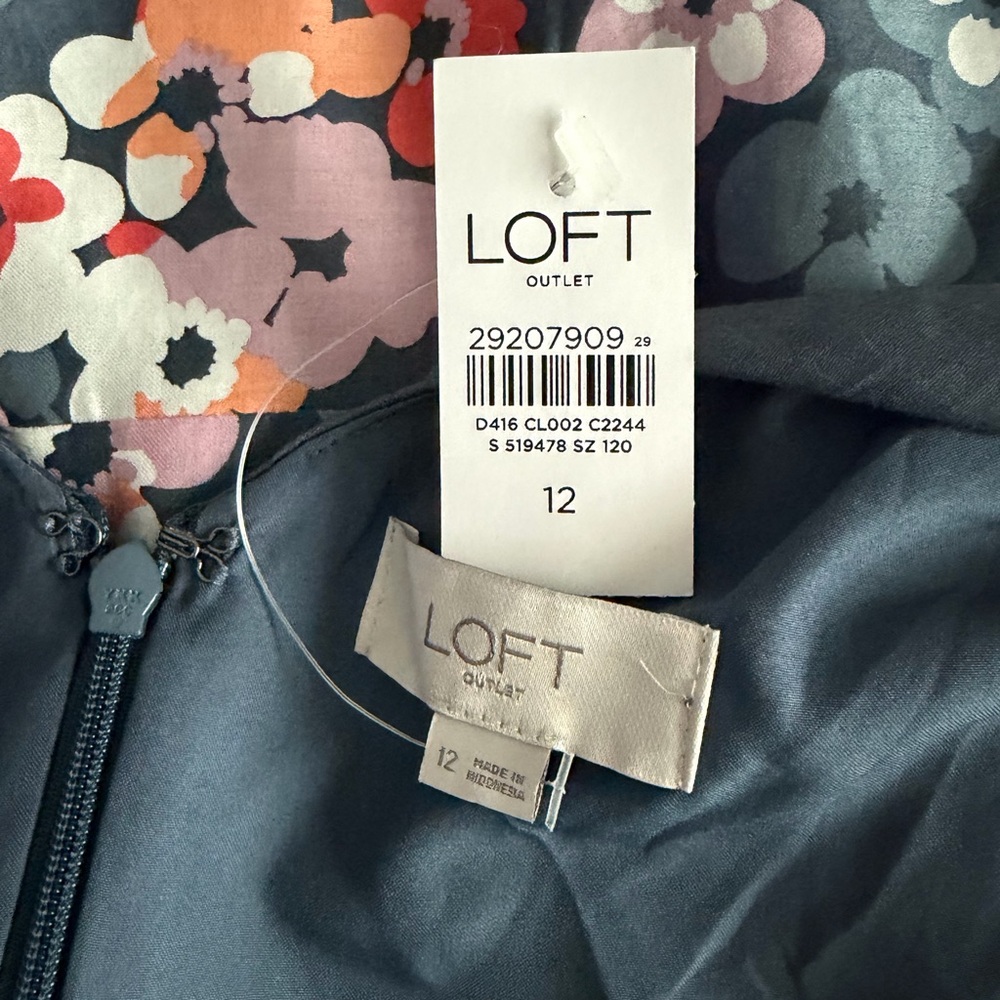 LOFT
OUTLET
29207909 29
D416 CL002 C2244
S 519478 SZ 120
12
LOFT
OUTLET
12
MADE IN
INDONESIA